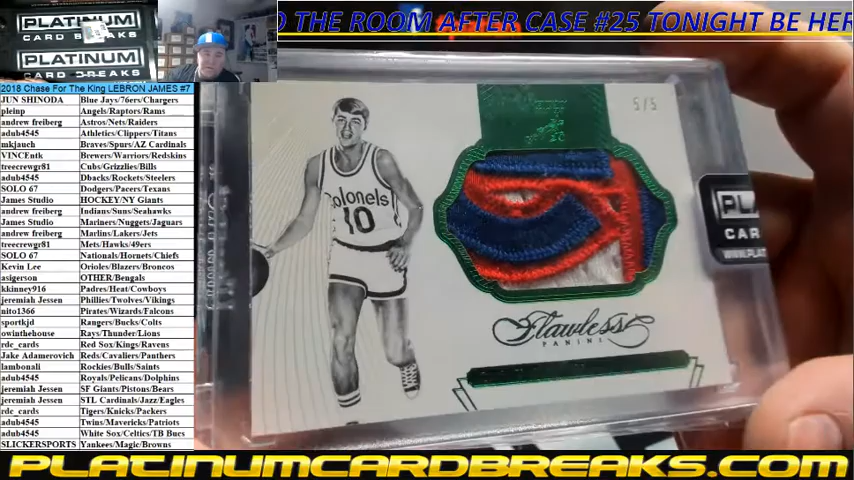 O THE ROOM AFTER CASE #25 TONIGHT BE HER
PLATINUM
CARD BREAKS
PLATINUM
CARD BREAKS
2018 Chase For The King LEBRON JAMES #7
JUN SHINODA Blue Jays/76ers/Chargers
pleinp Angels/Raptors/Rams
andrew freiberg Astros/Nets/Raiders
adub4545 Athletics/Clippers/Titans
mkjauch Braves/Spurs/AZ Cardinals
VINCEntk Brewers/Warriors/Redskins
treecrewgr81 Cubs/Grizzlies/Bills
adub4545 Dbacks/Rockets/Steelers
SOLO 67 Dodgers/Pacers/Texans
James Studio HOCKEY/NY Giants
andrew freiberg Indians/Suns/Seahawks
James Studio Mariners/Nuggets/Jaguars
andrew freiberg Marlins/Lakers/Jets
treecrewgr81 Mets/Hawks/49ers
SOLO 67 Nationals/Hornets/Chiefs
Kevin Lee Orioles/Blazers/Broncos
asigerson OTHER/Bengals
kkinney916 Padres/Heat/Cowboys
jeremiah Jessen Phillies/Twolves/Vikings
nito1366 Pirates/Wizards/Falcons
sportkjd Rangers/Bucks/Colts
owinthehouse Rays/Thunder/Lions
rdc_cards Red Sox/Kings/Ravens
Jake Adamerovich Reds/Cavaliers/Panthers
lambonali Rockies/Bulls/Saints
adub4545 Royals/Pelicans/Dolphins
jeremiah Jessen SF Giants/Pistons/Bears
jeremiah Jessen STL Cardinals/Jazz/Eagles
rdc_cards Tigers/Knicks/Packers
adub4545 Twins/Mavericks/Patriots
adub4545 White Sox/Celtics/TB Bucs
SLICKERSPORTS Yankees/Magic/Browns
5/5
Colonels
10
Flawless
PANINI
PL
CAR
WWW.PLAT
PLATINUMCARDBREAKS.COM